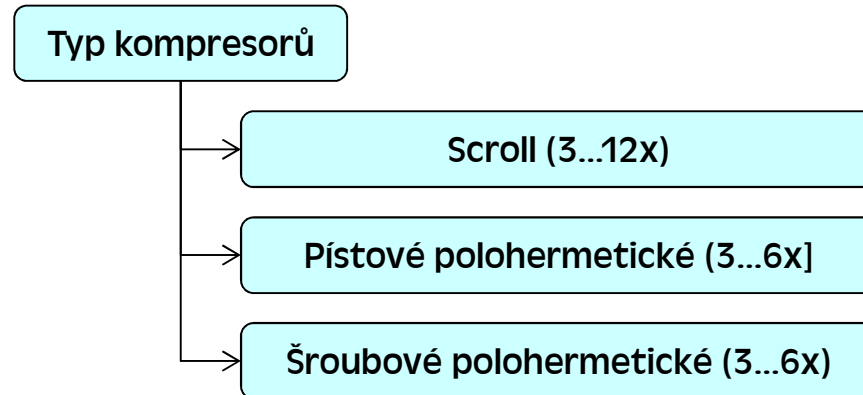 Typ kompresorů
Scroll (3...12x)
Pístové polohermetické (3...6x]
Šroubové polohermetické (3...6x)